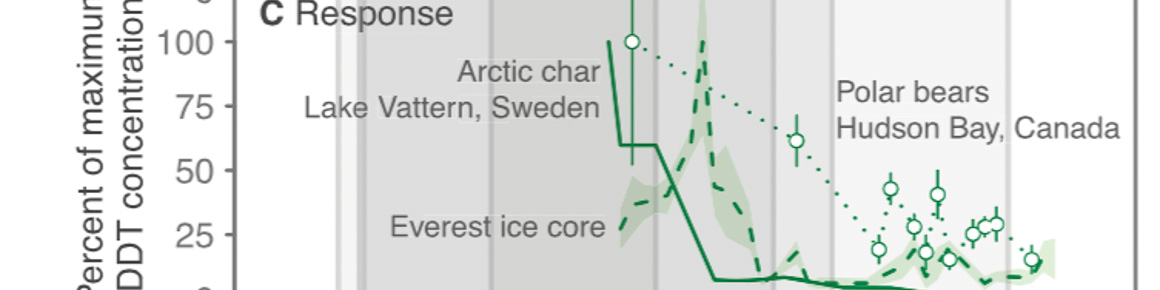 C Response
Percent of maximum
DDT concentration
100
75
50
25
Arctic char
Lake Vattern, Sweden
Everest ice core
Polar bears
Hudson Bay, Canada